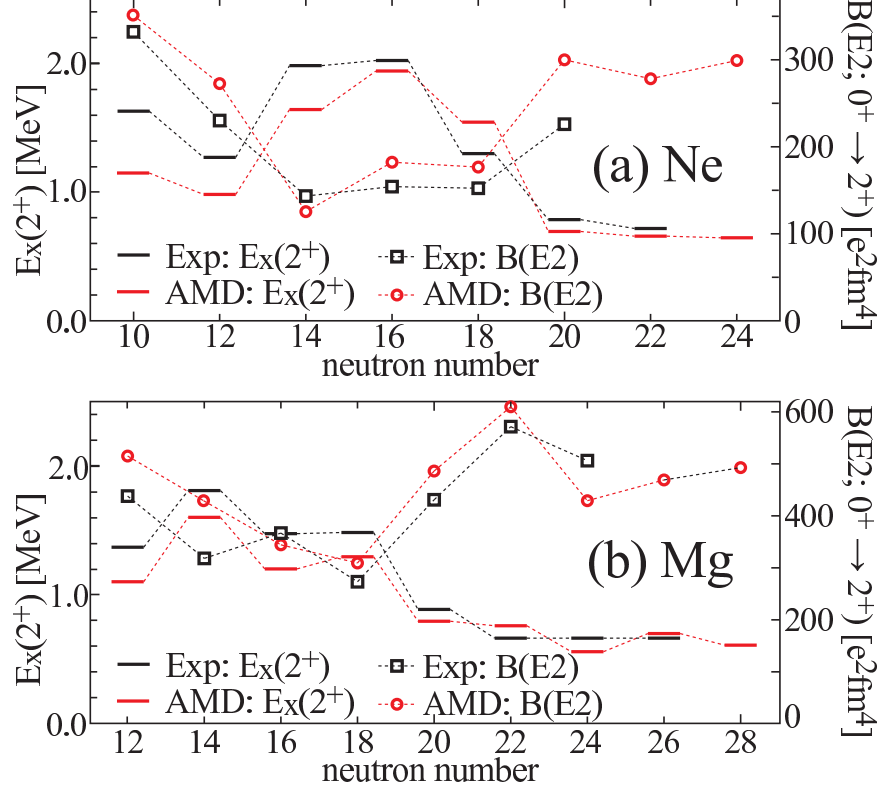 2.0
1.0
0.0
Ex(2⁺) [MeV]
300
200
100
0
B(E2; 0⁺ → 2⁺) [e²fm⁴]
(a) Ne
Exp: Ex(2⁺) Exp: B(E2)
AMD: Ex(2⁺) AMD: B(E2)
10 12 14 16 18 20 22 24
neutron number
2.0
1.0
0.0
Ex(2⁺) [MeV]
600
400
200
0
B(E2; 0⁺ → 2⁺) [e²fm⁴]
(b) Mg
Exp: Ex(2⁺) Exp: B(E2)
AMD: Ex(2⁺) AMD: B(E2)
12 14 16 18 20 22 24 26 28
neutron number